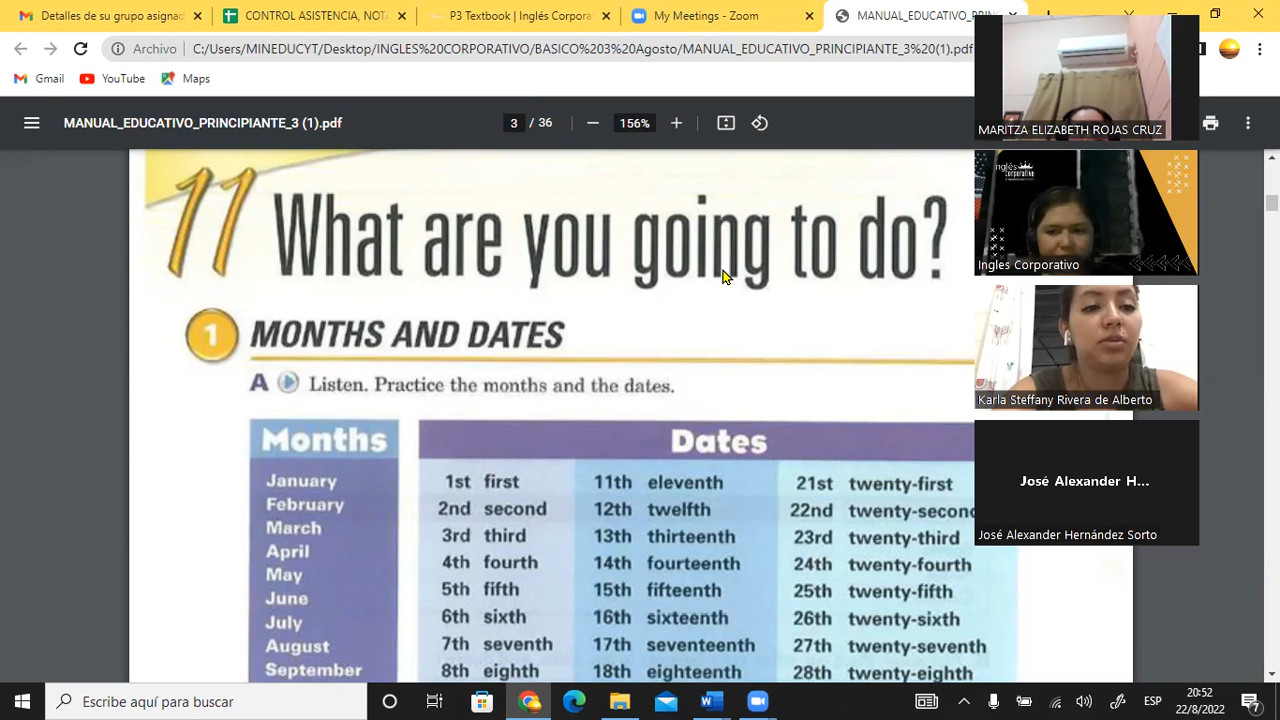 Detalles de su grupo asignad
CONTROL ASISTENCIA, NOTA
P3 Textbook | Inglés Corporat
My Meetings - Zoom
MANUAL_EDUCATIVO_PRIN
Archivo
C:/Users/MINEDUCYT/Desktop/INGLES%20CORPORATIVO/BASICO%203%20Agosto/MANUAL_EDUCATIVO_PRINCIPIANTE_3%20(1).pdf
Gmail
YouTube
Maps
MANUAL_EDUCATIVO_PRINCIPIANTE_3 (1).pdf
3 / 36
156%
MARITZA ELIZABETH ROJAS CRUZ
inglés
corporativo
Ingles Corporativo
Karla Steffany Rivera de Alberto
José Alexander H...
José Alexander Hernández Sorto
11 What are you going to do?
1 MONTHS AND DATES
A Listen. Practice the months and the dates.
Months
Dates
January
February
March
April
May
June
July
August
September
1st first
2nd second
3rd third
4th fourth
5th fifth
6th sixth
7th seventh
8th eighth
11th eleventh
12th twelfth
13th thirteenth
14th fourteenth
15th fifteenth
16th sixteenth
17th seventeenth
18th eighteenth
21st twenty-first
22nd twenty-second
23rd twenty-third
24th twenty-fourth
25th twenty-fifth
26th twenty-sixth
27th twenty-seventh
28th twenty-eighth
Escribe aquí para buscar
ESP
20:52
22/8/2022
7